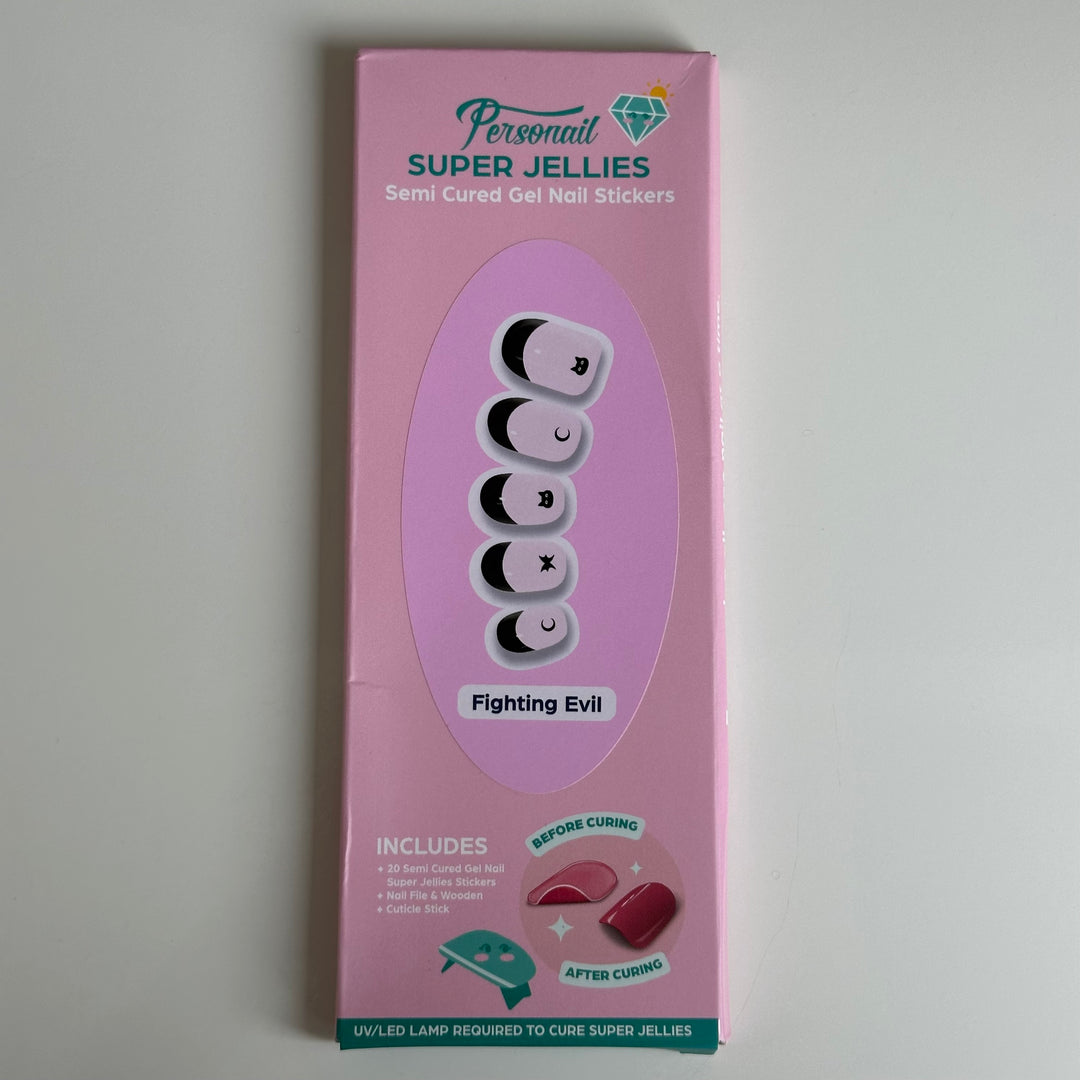 Personail
SUPER JELLIES
Semi Cured Gel Nail Stickers
Fighting Evil
INCLUDES
+ 20 Semi Cured Gel Nail
Super Jellies Stickers
+ Nail File & Wooden
+ Cuticle Stick
BEFORE CURING
AFTER CURING
UV/LED LAMP REQUIRED TO CURE SUPER JELLIES